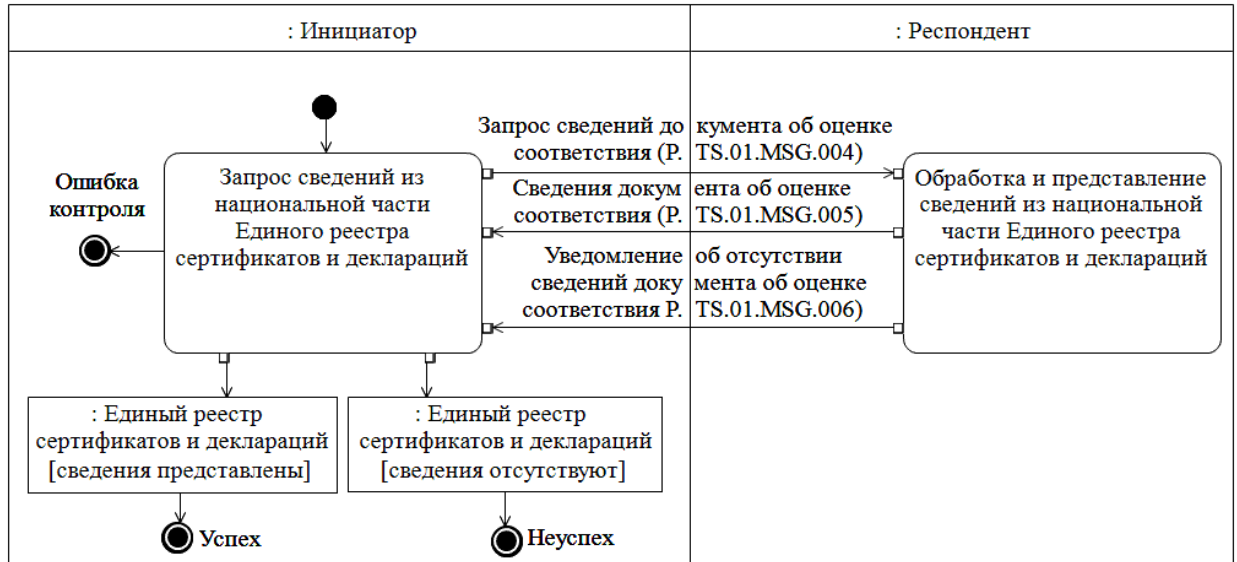 : Инициатор
: Респондент
Запрос сведений до кумента об оценке
соответствия (P. TS.01.MSG.004)
Ошибка
контроля
Запрос сведений из
национальной части
Единого реестра
сертификатов и деклараций
Сведения докум ента об оценке
соответствия (P. TS.01.MSG.005)
Уведомление об отсутствии
сведений доку мента об оценке
соответствия P. TS.01.MSG.006)
Обработка и представление
сведений из национальной
части Единого реестра
сертификатов и деклараций
: Единый реестр
сертификатов и деклараций
[сведения представлены]
: Единый реестр
сертификатов и деклараций
[сведения отсутствуют]
Успех
Неуспех